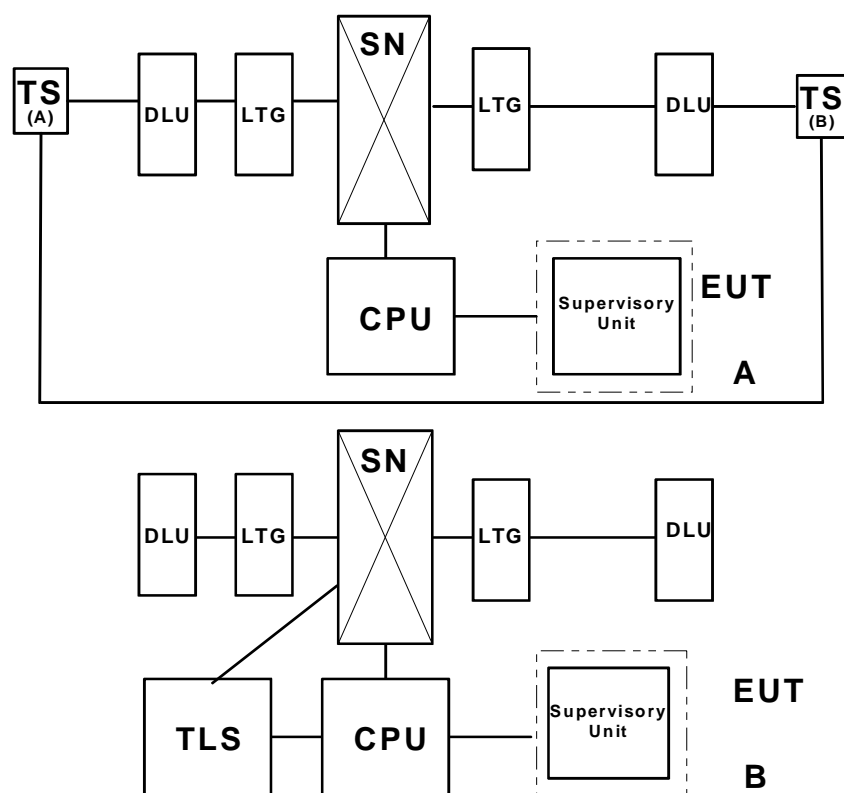 SN
TS
(A)
DLU
LTG
LTG
DLU
TS
(B)
CPU
Supervisory
Unit
EUT
A
SN
DLU
LTG
LTG
DLU
TLS
CPU
Supervisory
Unit
EUT
B